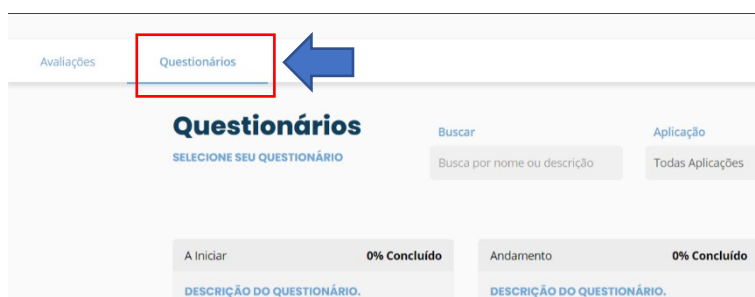 Avaliações Questionários
Questionários
SELECIONE SEU QUESTIONÁRIO
Buscar
Busca por nome ou descrição
Aplicação
Todas Aplicações
A Iniciar 0% Concluído
DESCRIÇÃO DO QUESTIONÁRIO.
Andamento 0% Concluído
DESCRIÇÃO DO QUESTIONÁRIO.